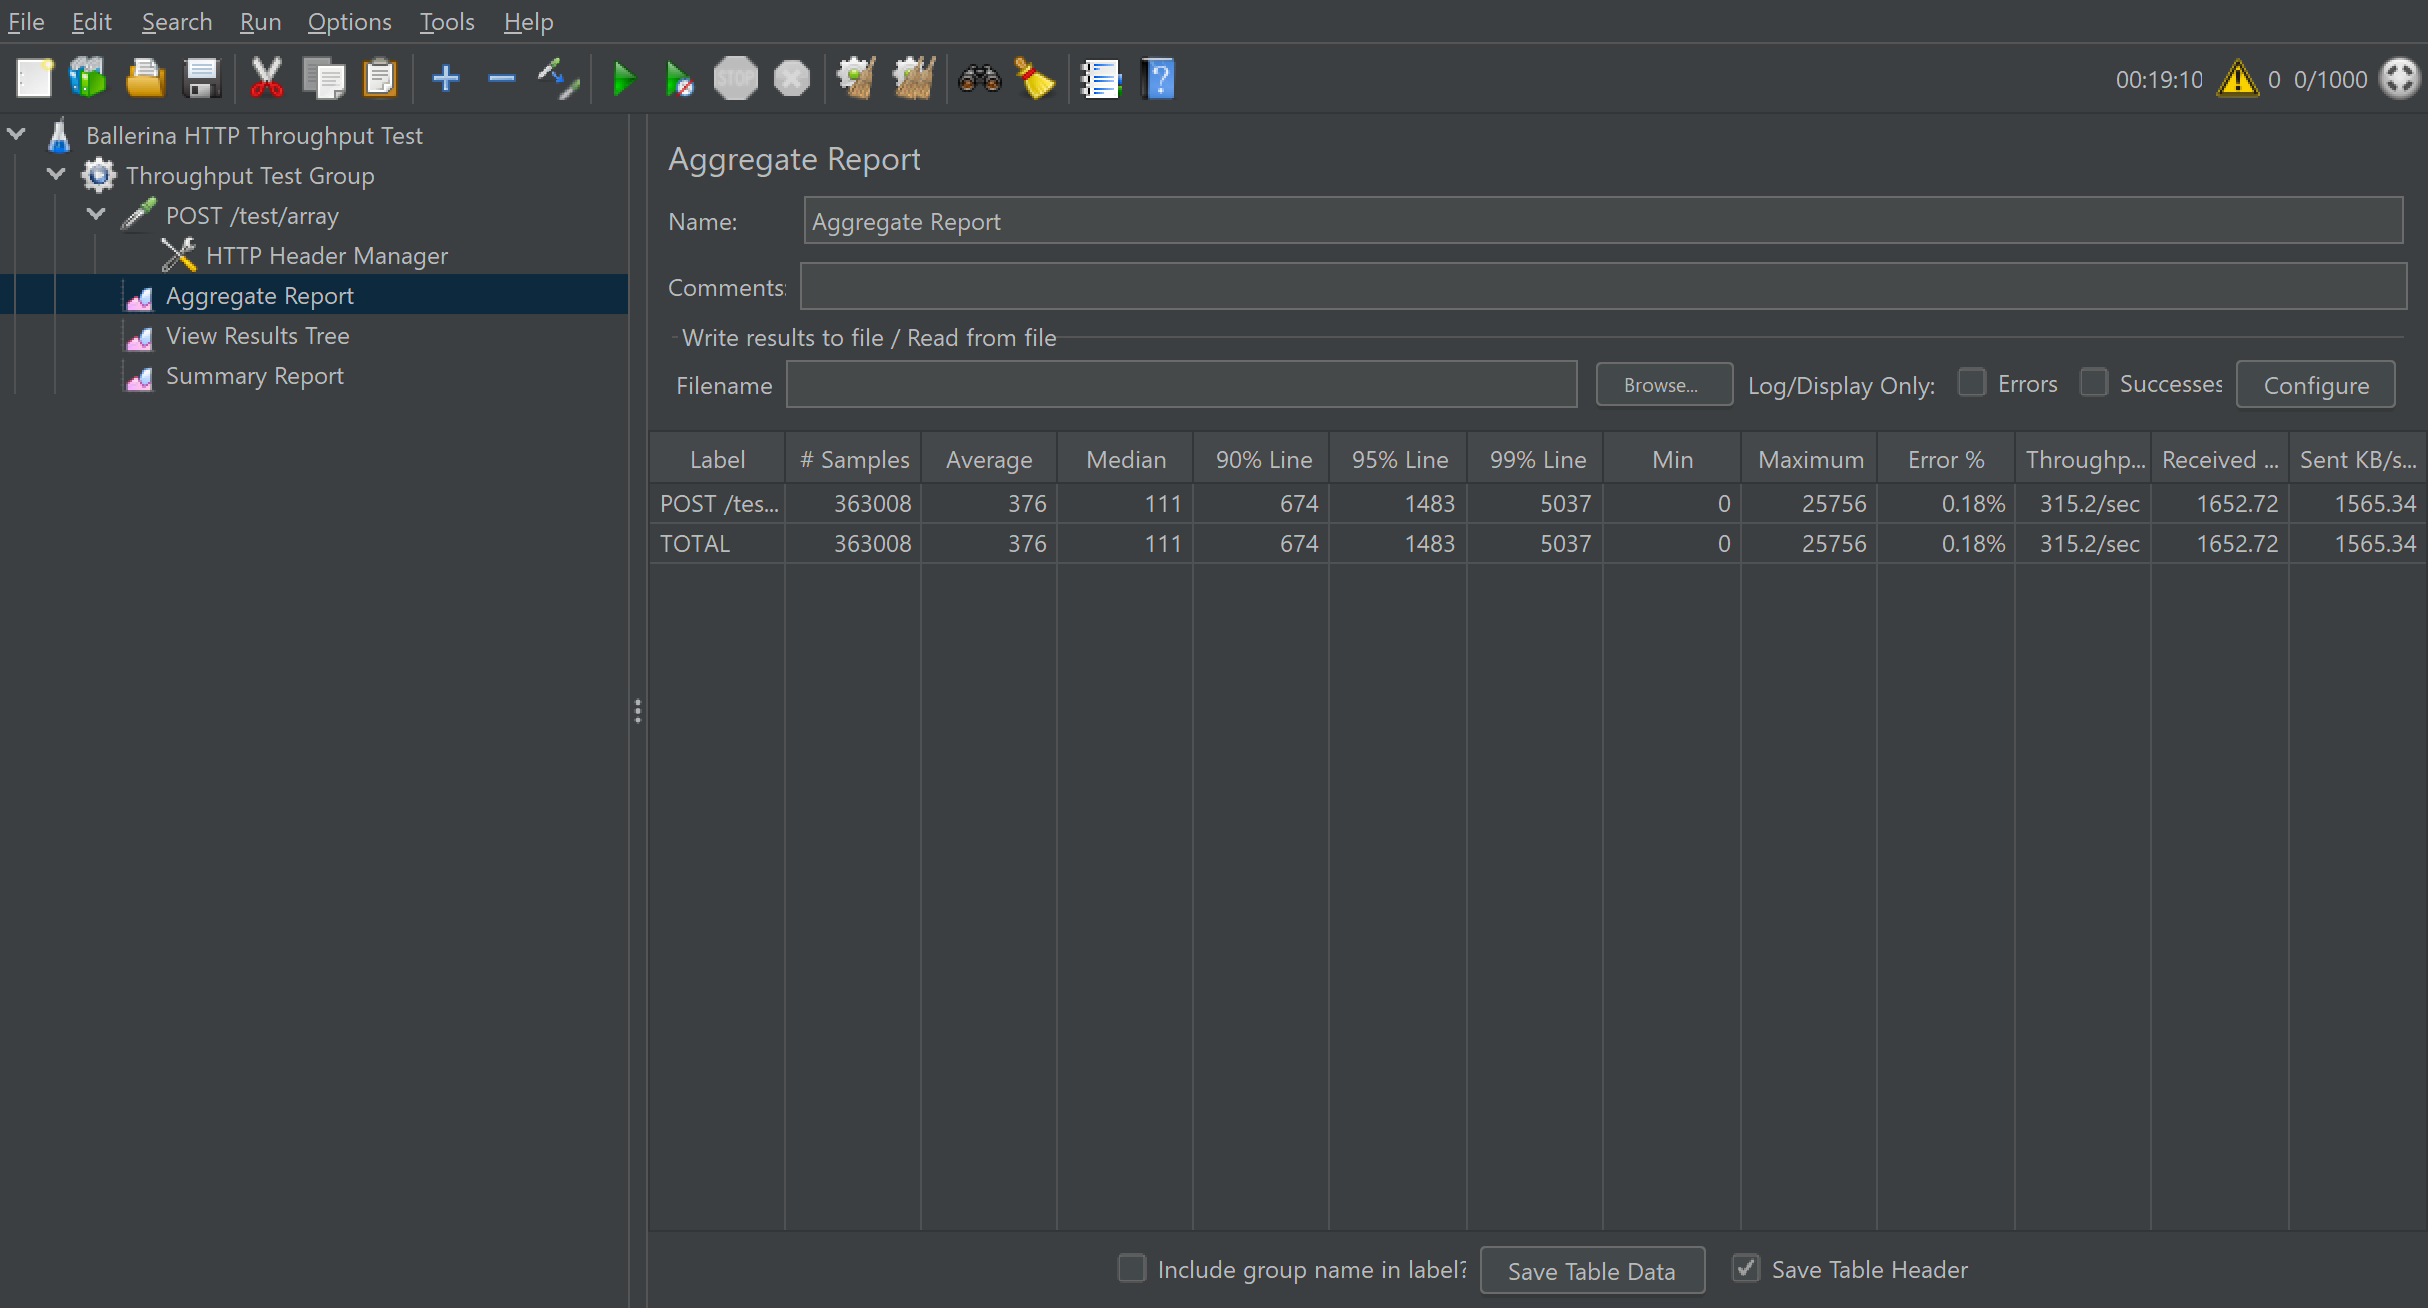 File Edit Search Run Options Tools Help
STOP
00:19:10 0 0/1000
Ballerina HTTP Throughput Test
Throughput Test Group
POST /test/array
HTTP Header Manager
Aggregate Report
View Results Tree
Summary Report
Aggregate Report
Name: Aggregate Report
Comments:
Write results to file / Read from file
Filename Browse... Log/Display Only: Errors Successes Configure
Label # Samples Average Median 90% Line 95% Line 99% Line Min Maximum Error % Throughp... Received ... Sent KB/s...
POST /tes... 363008 376 111 674 1483 5037 0 25756 0.18% 315.2/sec 1652.72 1565.34
TOTAL 363008 376 111 674 1483 5037 0 25756 0.18% 315.2/sec 1652.72 1565.34
Include group name in label? Save Table Data Save Table Header